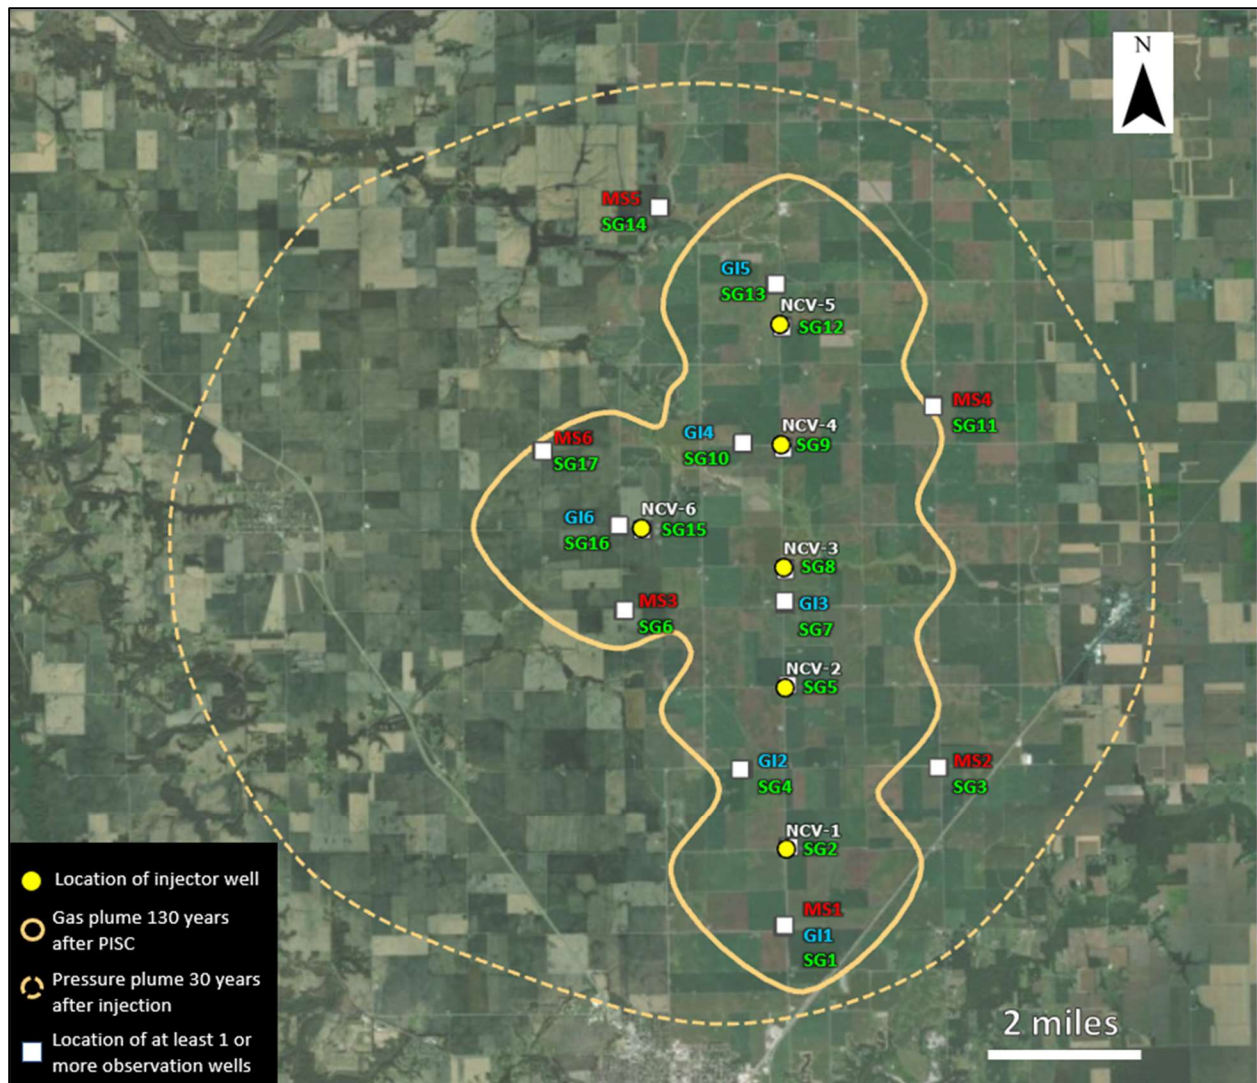 N
MS5
SG14
GI5
SG13
NCV-5
SG12
MS4
SG11
NCV-4
GI4
SG9
SG10
MS6
SG17
NCV-6
GI6
SG15
SG16
NCV-3
SG8
MS3
GI3
SG6
SG7
NCV-2
SG5
GI2
MS2
SG4
SG3
NCV-1
SG2
MS1
GI1
SG1
Location of injector well
Gas plume 130 years
after PISC
Pressure plume 30 years
after injection
Location of at least 1 or
more observation wells
2 miles